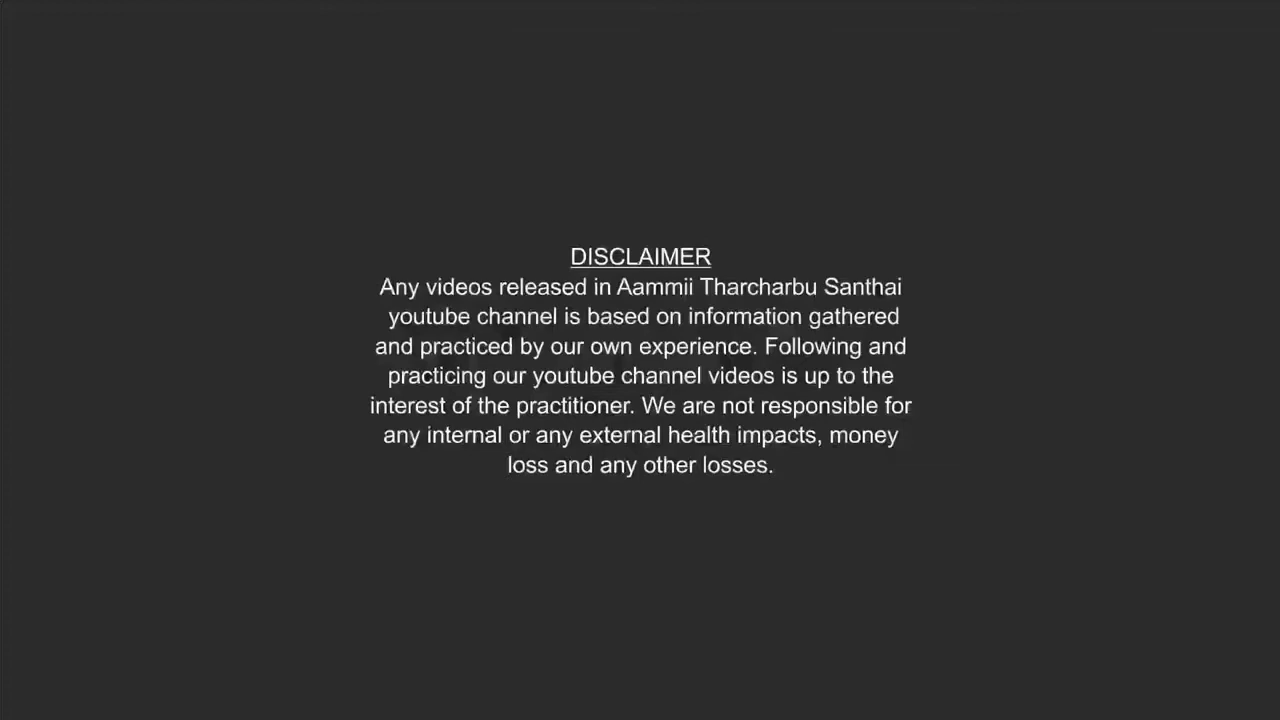 DISCLAIMER
Any videos released in Aammii Tharcharbu Santhai
youtube channel is based on information gathered
and practiced by our own experience. Following and
practicing our youtube channel videos is up to the
interest of the practitioner. We are not responsible for
any internal or any external health impacts, money
loss and any other losses.